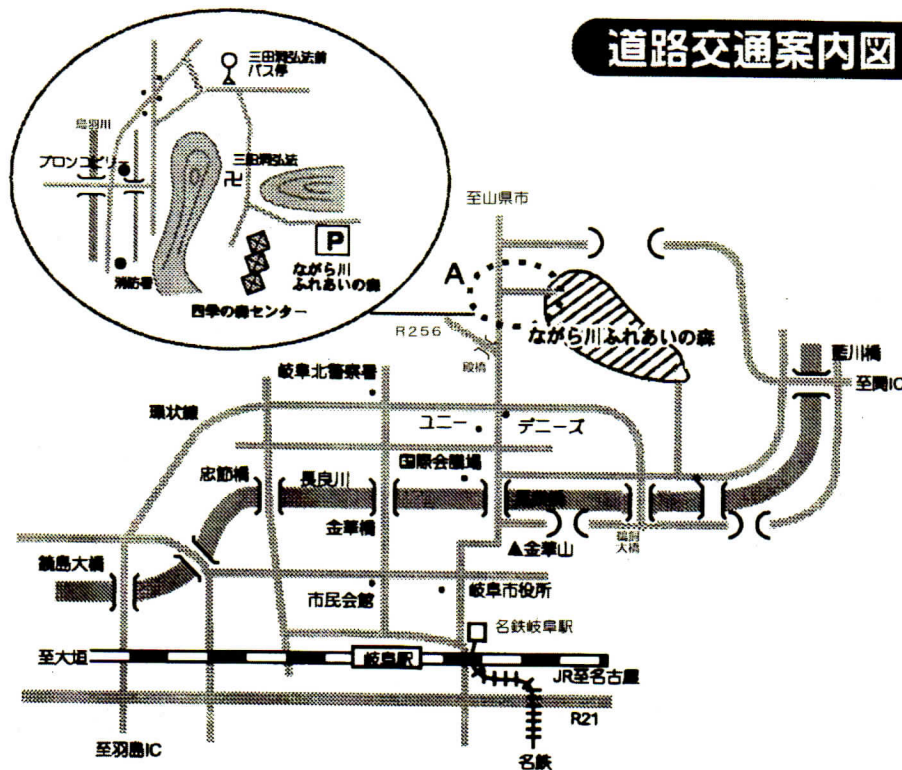 道路交通案内図
三田洞弘法前
バス停
鳥羽川
ブロンコビリー
三田洞弘法
P
ながら川
ふれあいの森
消防署
四季の森センター
至山県市
A
R256
ながら川ふれあいの森
岐阜北警察署
藍川橋
至関IC
環状線
ユニー
デニーズ
忠節橋
長良川
国際会議場
金華橋
鵜飼
大橋
▲金華山
鏡島大橋
市民会館
岐阜市役所
名鉄岐阜駅
至大垣
岐阜駅
JR至名古屋
R21
至羽島IC
名鉄